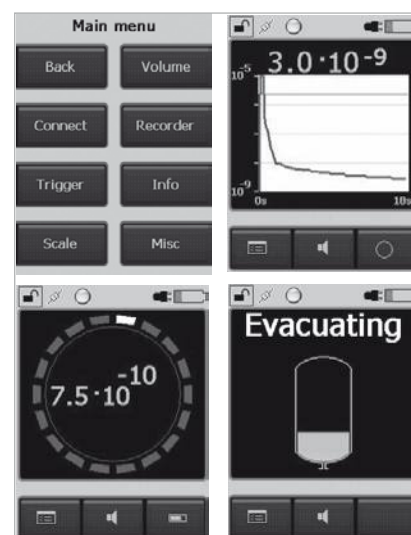 Main menu
Back Volume
Connect Recorder
Trigger Info
Scale Misc
3.0·10⁻⁹
10⁻⁵
10⁻⁹
0s 10s
7.5·10⁻¹⁰
Evacuating